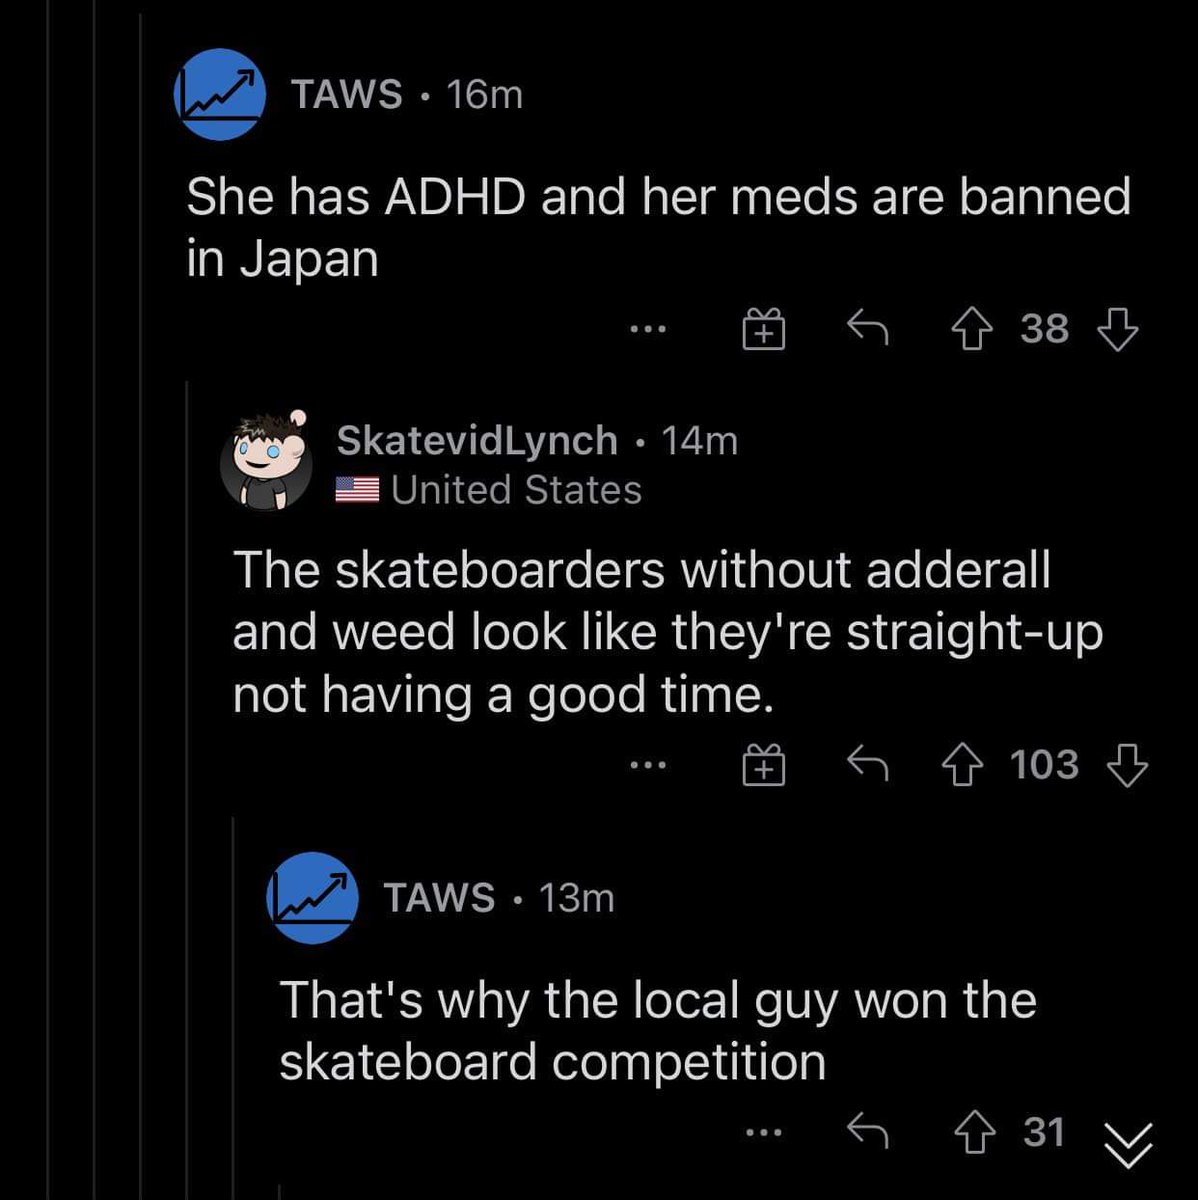 TAWS • 16m
She has ADHD and her meds are banned
in Japan
38
SkatevidLynch • 14m
United States
The skateboarders without adderall
and weed look like they're straight-up
not having a good time.
103
TAWS • 13m
That's why the local guy won the
skateboard competition
31